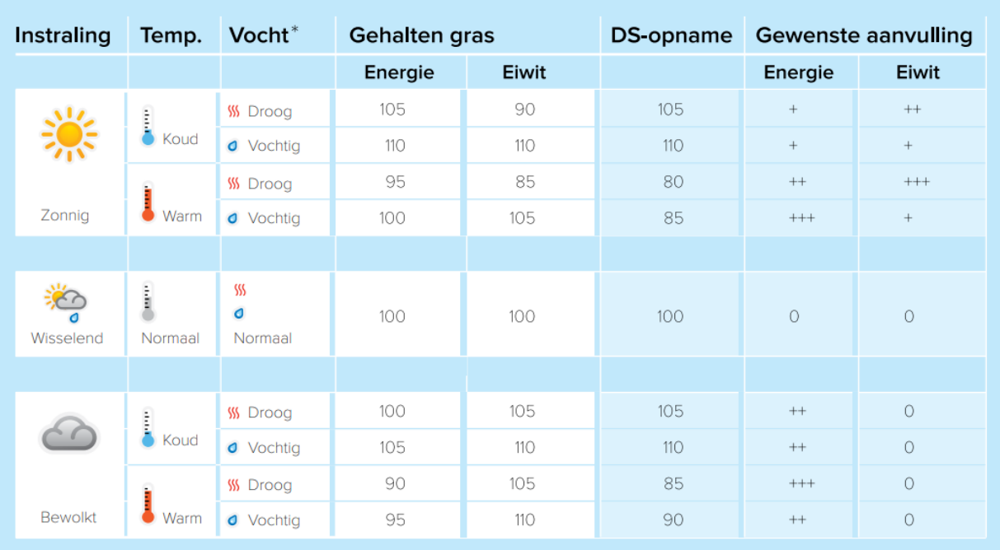 Instraling Temp. Vocht* Gehalten gras DS-opname Gewenste aanvulling
Energie Eiwit Energie Eiwit
Droog 105 90 105 + ++
Koud
Vochtig 110 110 110 + +
Droog 95 85 80 ++ +++
Zonnig Warm Vochtig 100 105 85 +++ +
100 100 100 0 0
Wisselend Normaal Normaal
Droog 100 105 105 ++ 0
Koud
Vochtig 105 110 110 ++ 0
Droog 90 105 85 +++ 0
Bewolkt Warm Vochtig 95 110 90 ++ 0